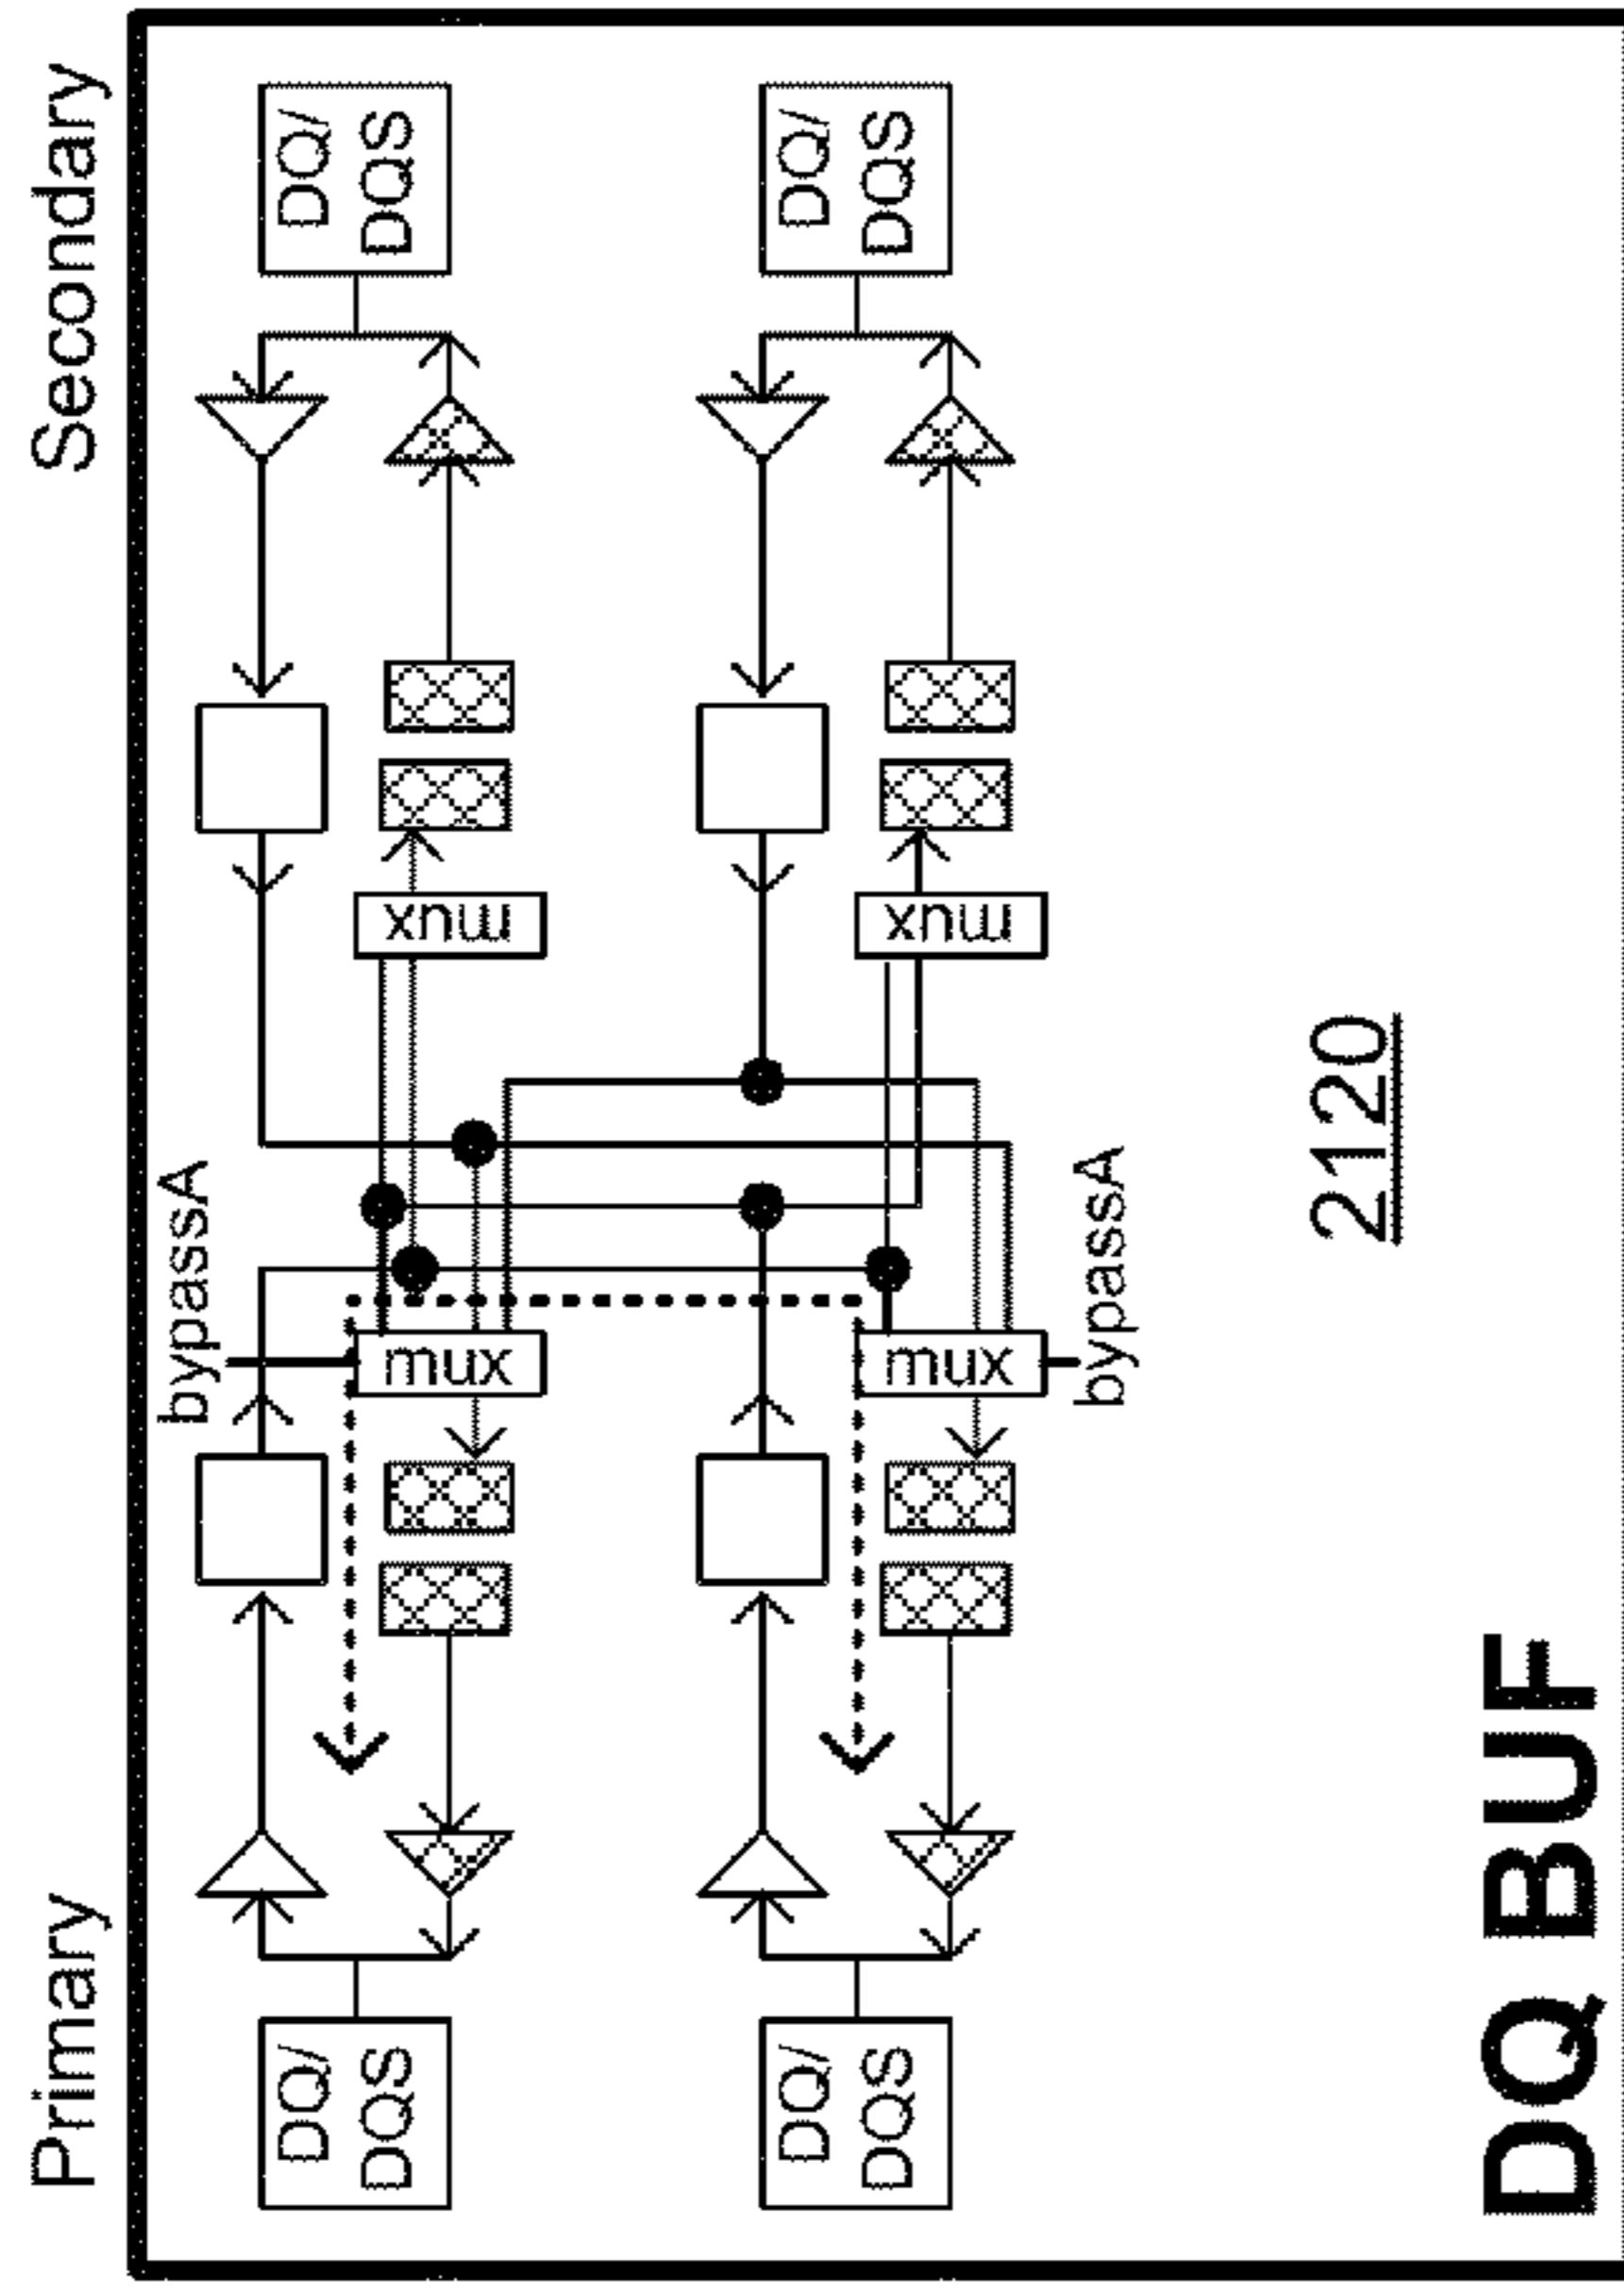 Primary
Secondary
bypassA
DQ/
DQS
mux
mux
DQ/
DQS
DQ/
DQS
mux
mux
DQ/
DQS
bypassA
2120
DQ BUF